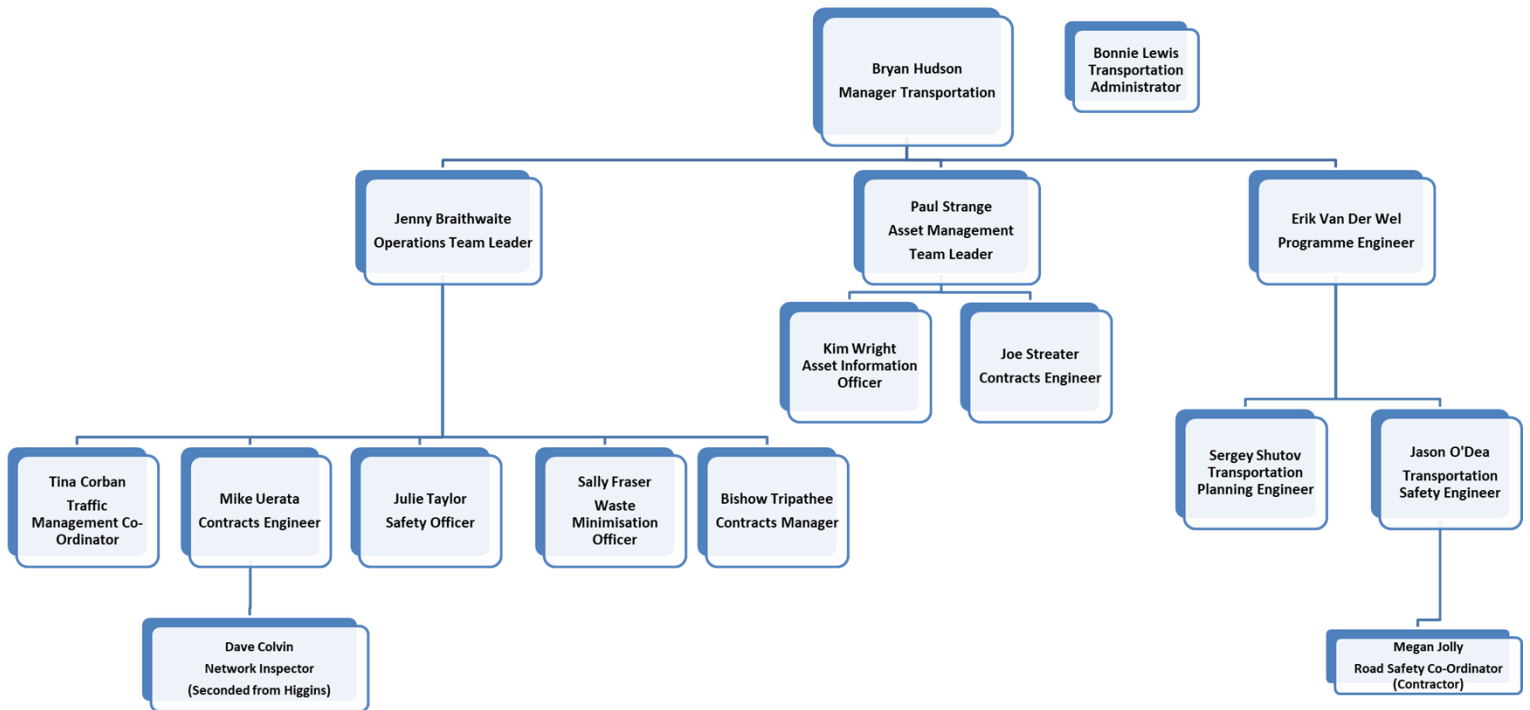 Bryan Hudson
Manager Transportation
Bonnie Lewis
Transportation
Administrator
Jenny Braithwaite
Operations Team Leader
Paul Strange
Asset Management
Team Leader
Erik Van Der Wel
Programme Engineer
Kim Wright
Asset Information
Officer
Joe Streater
Contracts Engineer
Sergey Shutov
Transportation
Planning Engineer
Jason O'Dea
Transportation
Safety Engineer
Tina Corban
Traffic
Management Co-
Ordinator
Mike Uerata
Contracts Engineer
Julie Taylor
Safety Officer
Sally Fraser
Waste
Minimisation
Officer
Bishow Tripathee
Contracts Manager
Dave Colvin
Network Inspector
(Seconded from Higgins)
Megan Jolly
Road Safety Co-Ordinator
(Contractor)